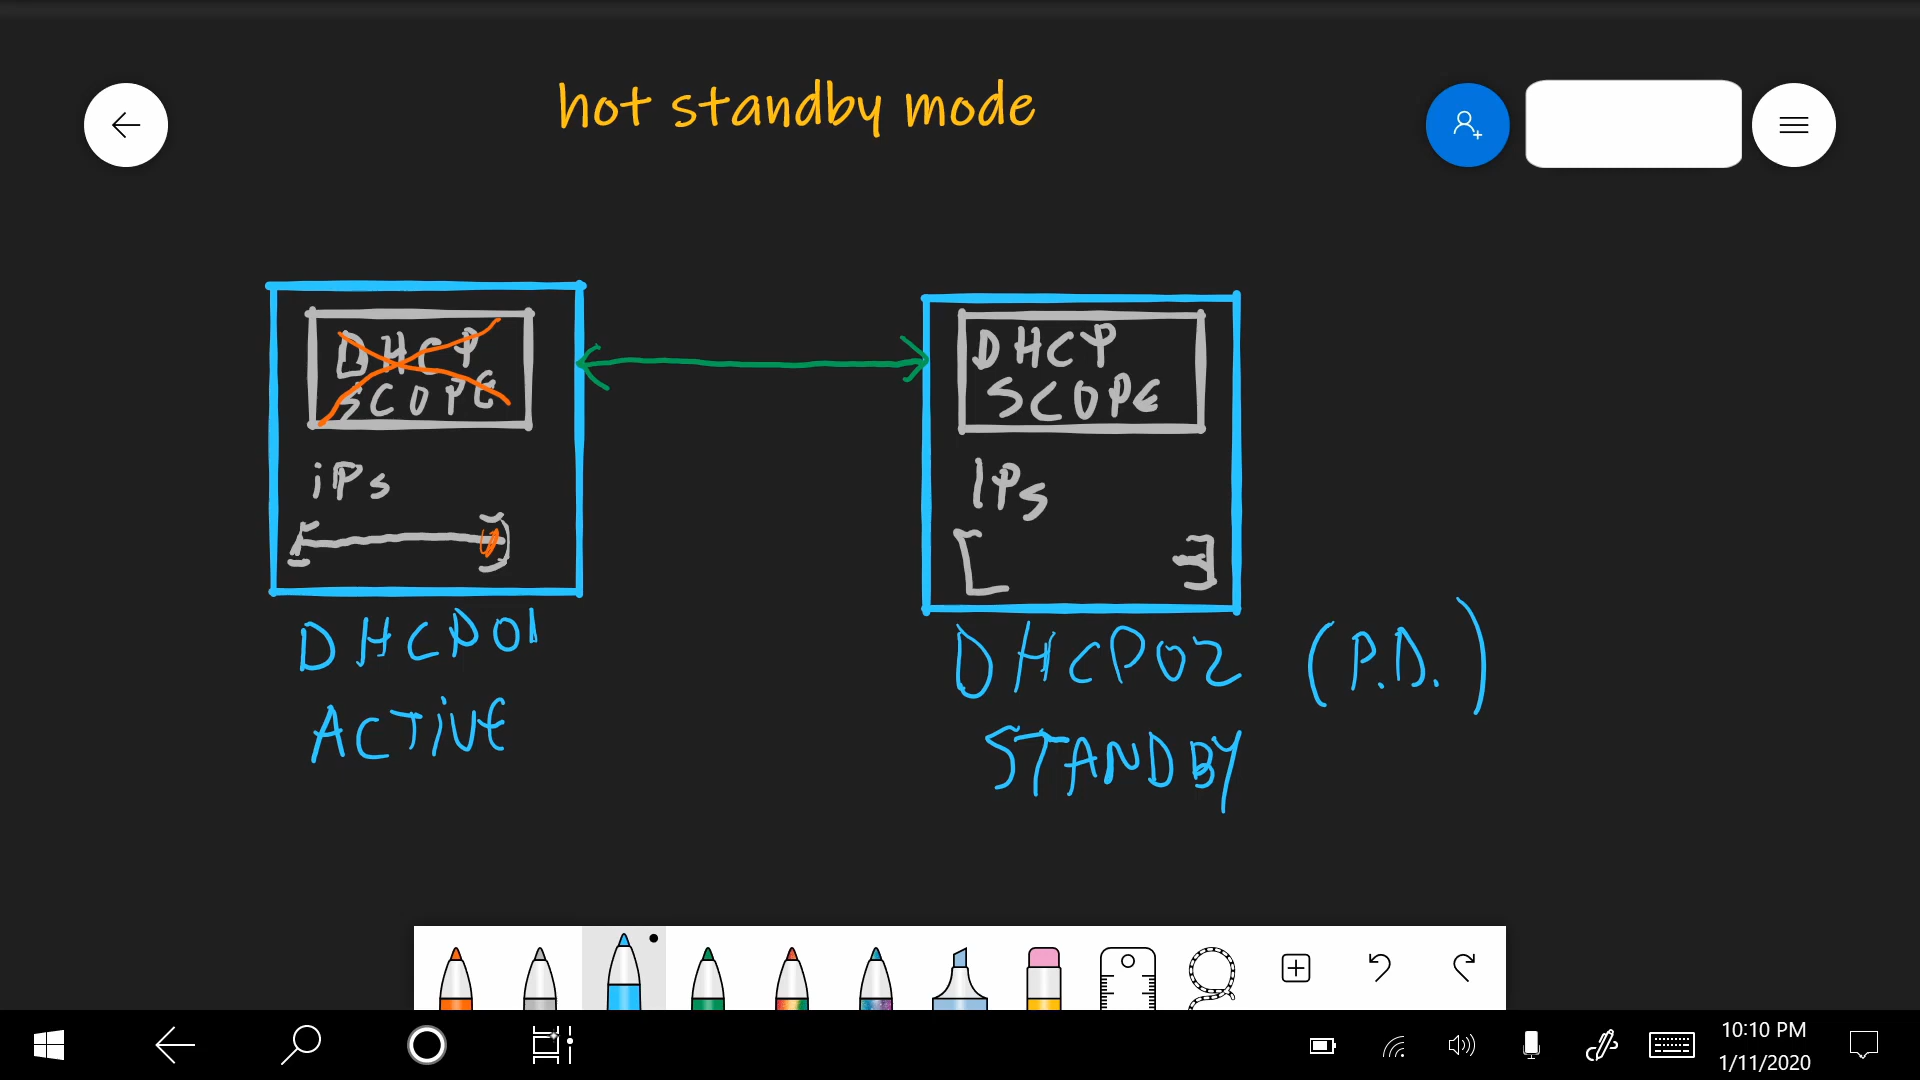 hot standby mode
DHCP
SCOPE
iPs
DHCP01
ACTiVE
DHCP
SCOPE
IPs
DHCP02 (P.D.)
STANDBY
10:10 PM
1/11/2020